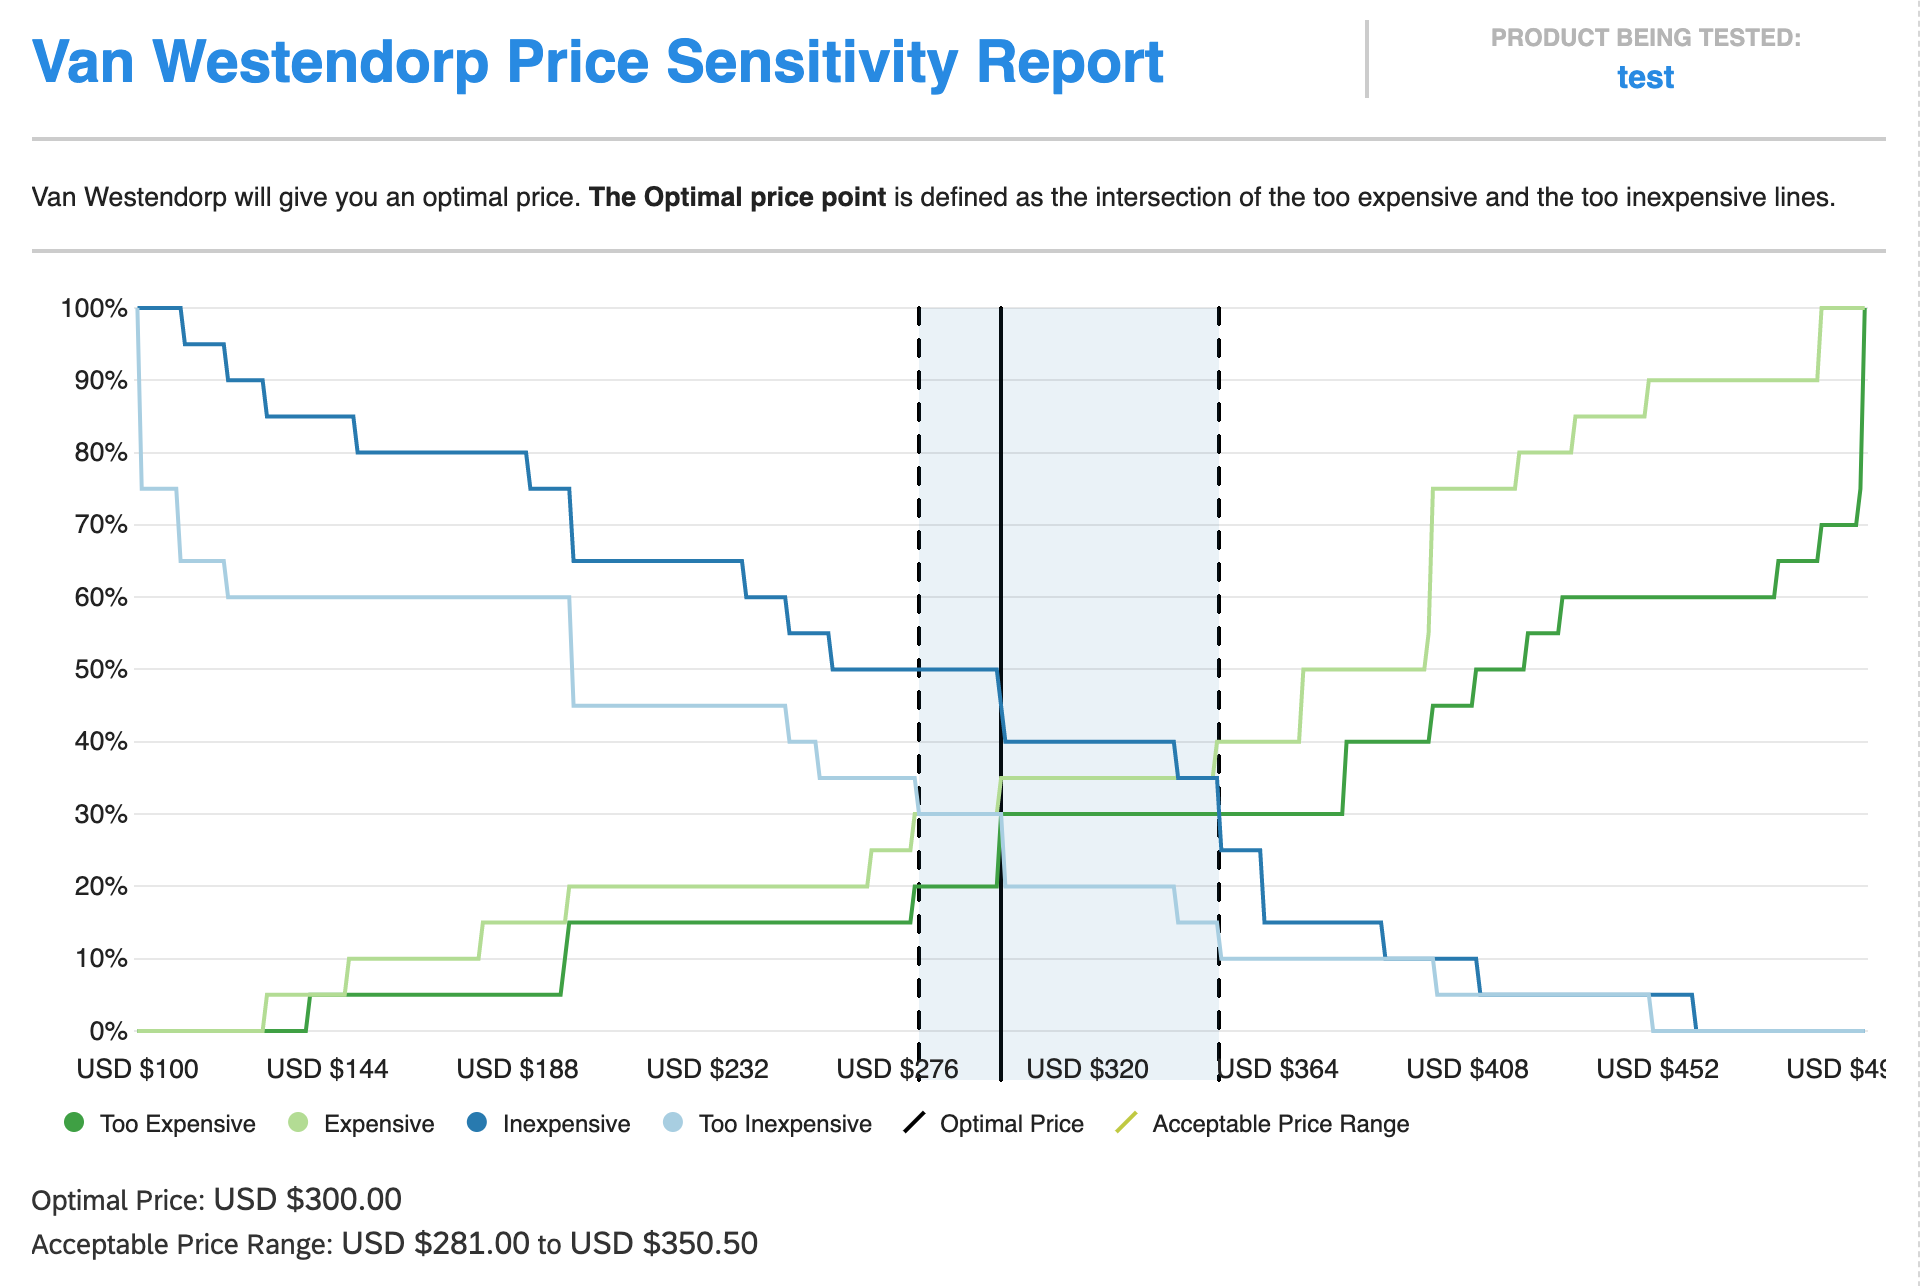 Van Westendorp Price Sensitivity Report
PRODUCT BEING TESTED:
test
Van Westendorp will give you an optimal price. The Optimal price point is defined as the intersection of the too expensive and the too inexpensive lines.
100%
90%
80%
70%
60%
50%
40%
30%
20%
10%
0%
USD $100 USD $144 USD $188 USD $232 USD $276 USD $320 USD $364 USD $408 USD $452 USD
Too Expensive Expensive Inexpensive Too Inexpensive Optimal Price Acceptable Price Range
Optimal Price: USD $300.00
Acceptable Price Range: USD $281.00 to USD $350.50